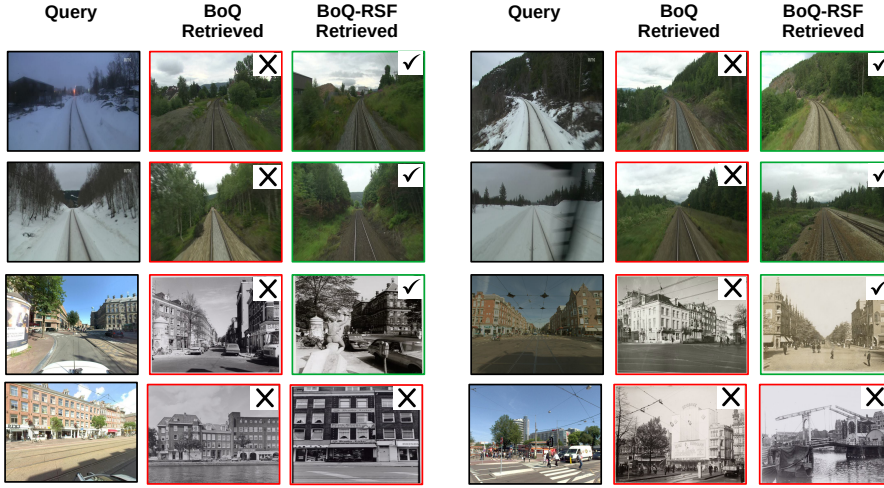 Query
BoQ
Retrieved
BoQ-RSF
Retrieved
Query
BoQ
Retrieved
BoQ-RSF
Retrieved